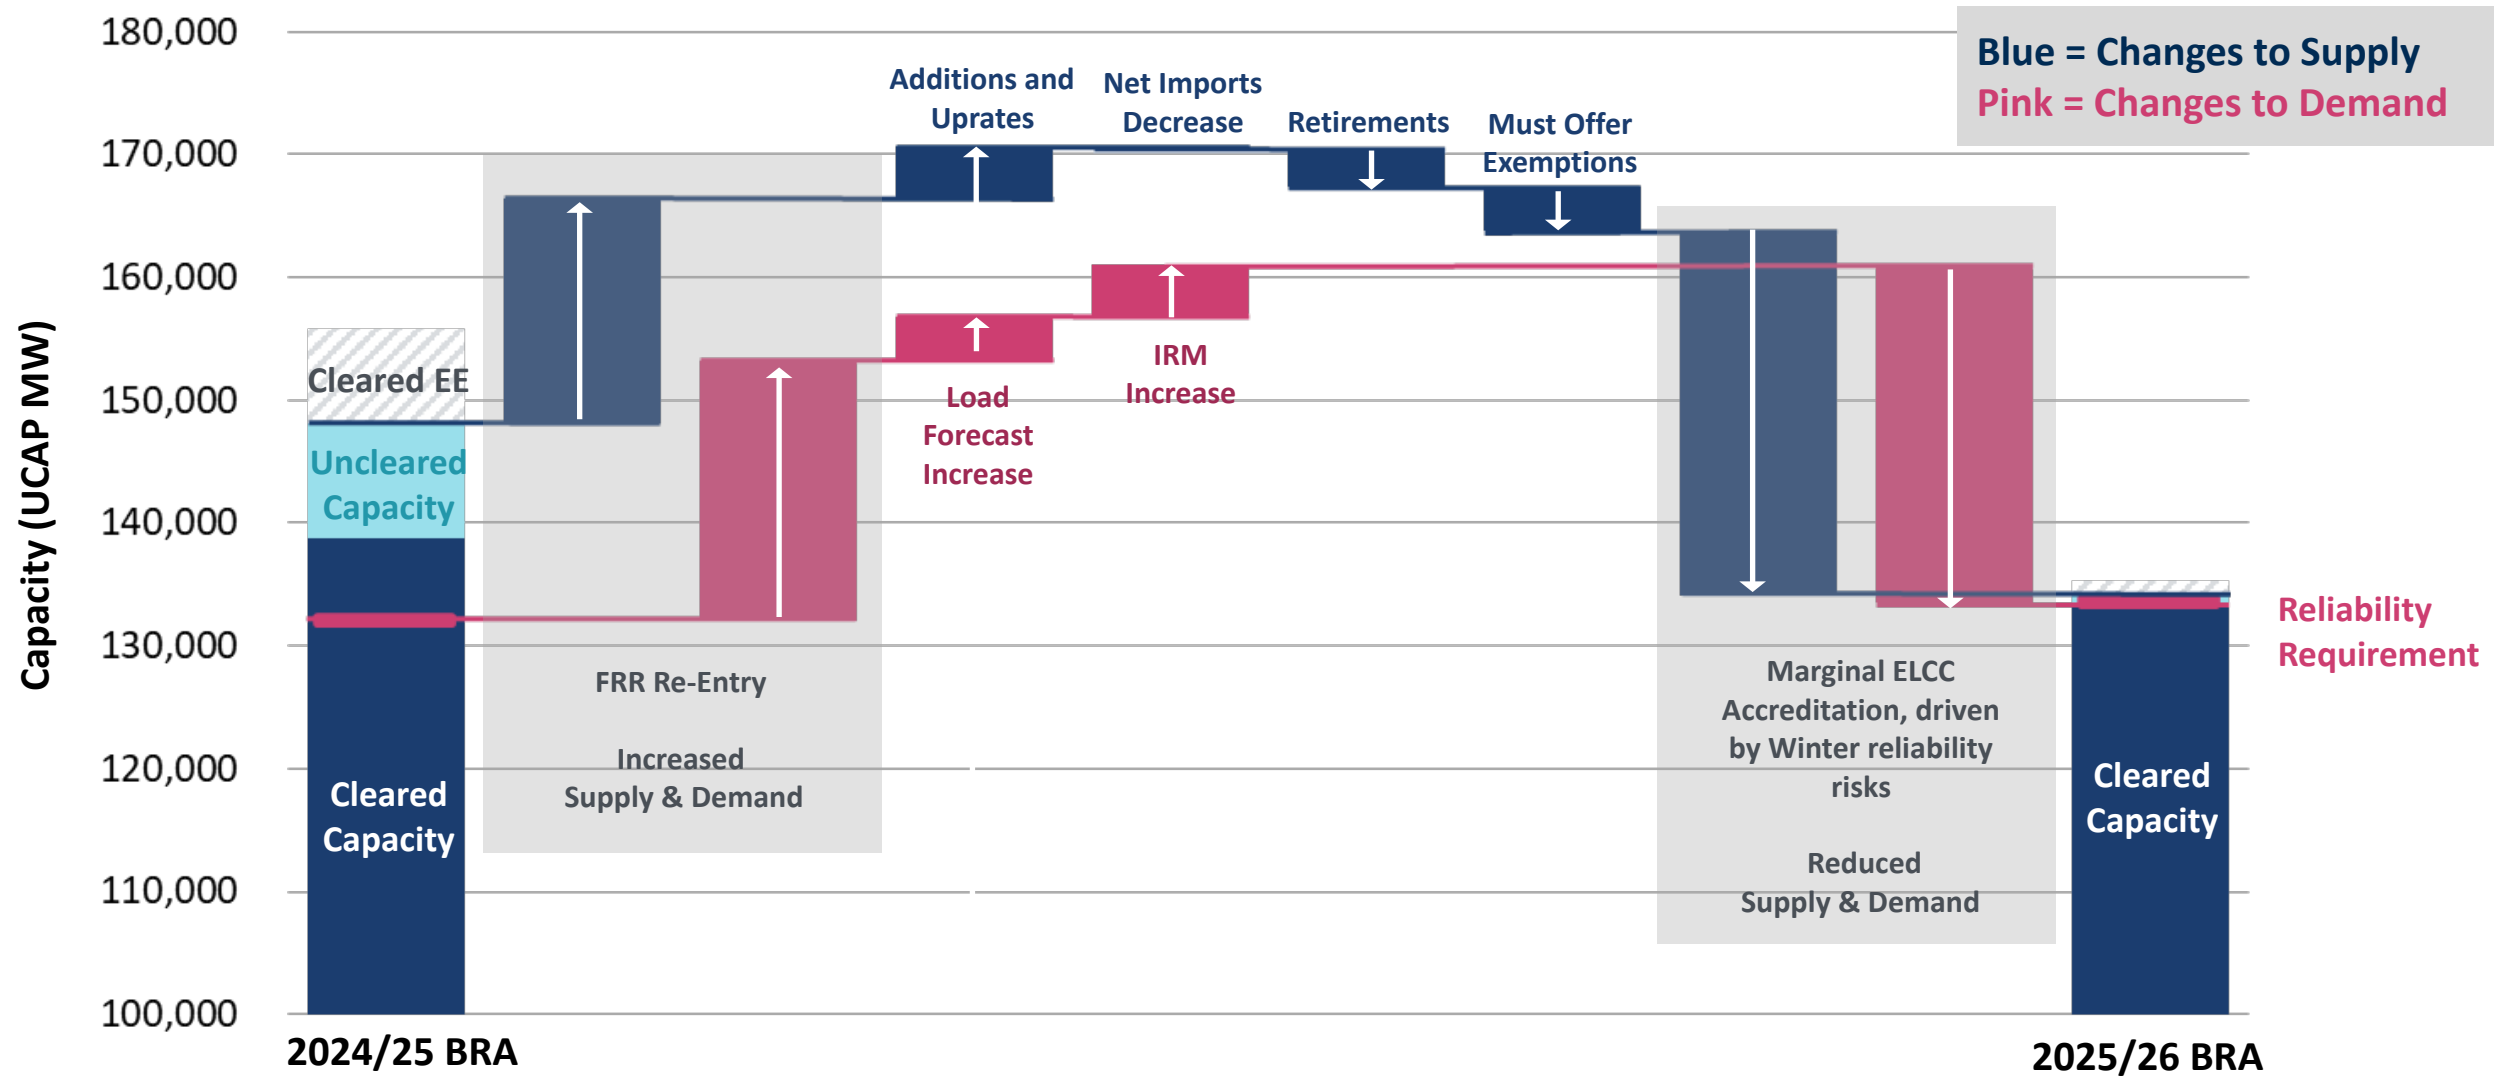 180,000
170,000
160,000
150,000
140,000
130,000
120,000
110,000
100,000
Capacity (UCAP MW)
Blue = Changes to Supply
Pink = Changes to Demand
Additions and
Uprates
Net Imports
Decrease
Retirements
Must Offer
Exemptions
Cleared EE
Uncleared
Capacity
Cleared
Capacity
FRR Re-Entry
Increased
Supply & Demand
Load
Forecast
Increase
IRM
Increase
Marginal ELCC
Accreditation, driven
by Winter reliability
risks
Reduced
Supply & Demand
Cleared
Capacity
Reliability
Requirement
2024/25 BRA
2025/26 BRA